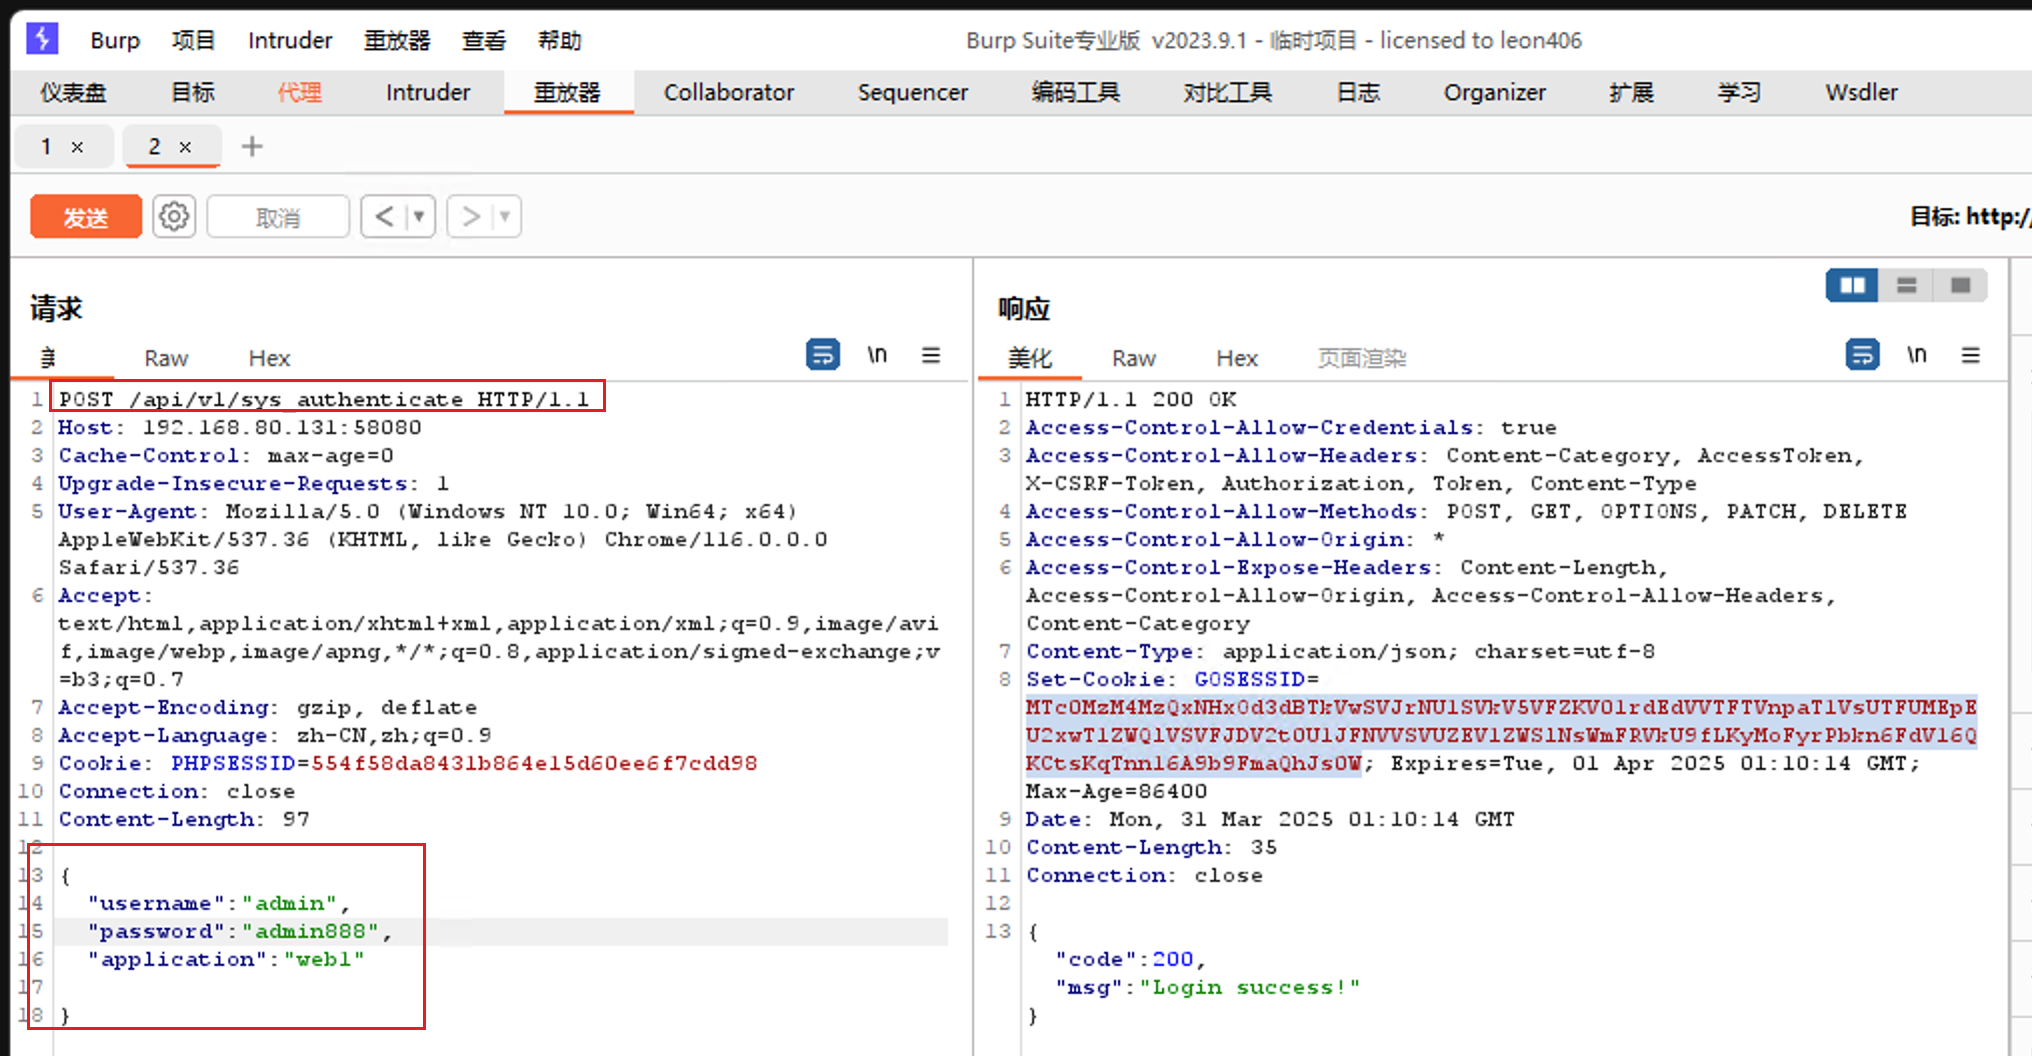 Burp 项目 Intruder 重放器 查看 帮助 Burp Suite专业版 v2023.9.1 - 临时项目 - licensed to leon406
仪表盘 目标 代理 Intruder 重放器 Collaborator Sequencer 编码工具 对比工具 日志 Organizer 扩展 学习 Wsdler
1 × 2 × +
发送 取消 < > 目标: http://
请求
Raw Hex \n
1 POST /api/v1/sys_authenticate HTTP/1.1
2 Host: 192.168.80.131:58080
3 Cache-Control: max-age=0
4 Upgrade-Insecure-Requests: 1
5 User-Agent: Mozilla/5.0 (Windows NT 10.0; Win64; x64)
AppleWebKit/537.36 (KHTML, like Gecko) Chrome/116.0.0.0
Safari/537.36
6 Accept:
text/html,application/xhtml+xml,application/xml;q=0.9,image/avi
f,image/webp,image/apng,*/*;q=0.8,application/signed-exchange;v
=b3;q=0.7
7 Accept-Encoding: gzip, deflate
8 Accept-Language: zh-CN,zh;q=0.9
9 Cookie: PHPSESSID=554f58da8431b864e15d60ee6f7cdd98
10 Connection: close
11 Content-Length: 97
12
13 {
14 "username":"admin",
15 "password":"admin888",
16 "application":"web1"
17
18 }
响应
美化 Raw Hex 页面渲染 \n
1 HTTP/1.1 200 OK
2 Access-Control-Allow-Credentials: true
3 Access-Control-Allow-Headers: Content-Category, AccessToken,
X-CSRF-Token, Authorization, Token, Content-Type
4 Access-Control-Allow-Methods: POST, GET, OPTIONS, PATCH, DELETE
5 Access-Control-Allow-Origin: *
6 Access-Control-Expose-Headers: Content-Length,
Access-Control-Allow-Origin, Access-Control-Allow-Headers,
Content-Category
7 Content-Type: application/json; charset=utf-8
8 Set-Cookie: GOSESSID=
; Expires=Tue, 01 Apr 2025 01:10:14 GMT;
Max-Age=86400
9 Date: Mon, 31 Mar 2025 01:10:14 GMT
10 Content-Length: 35
11 Connection: close
12
13 {
"code":200,
"msg":"Login success!"
}